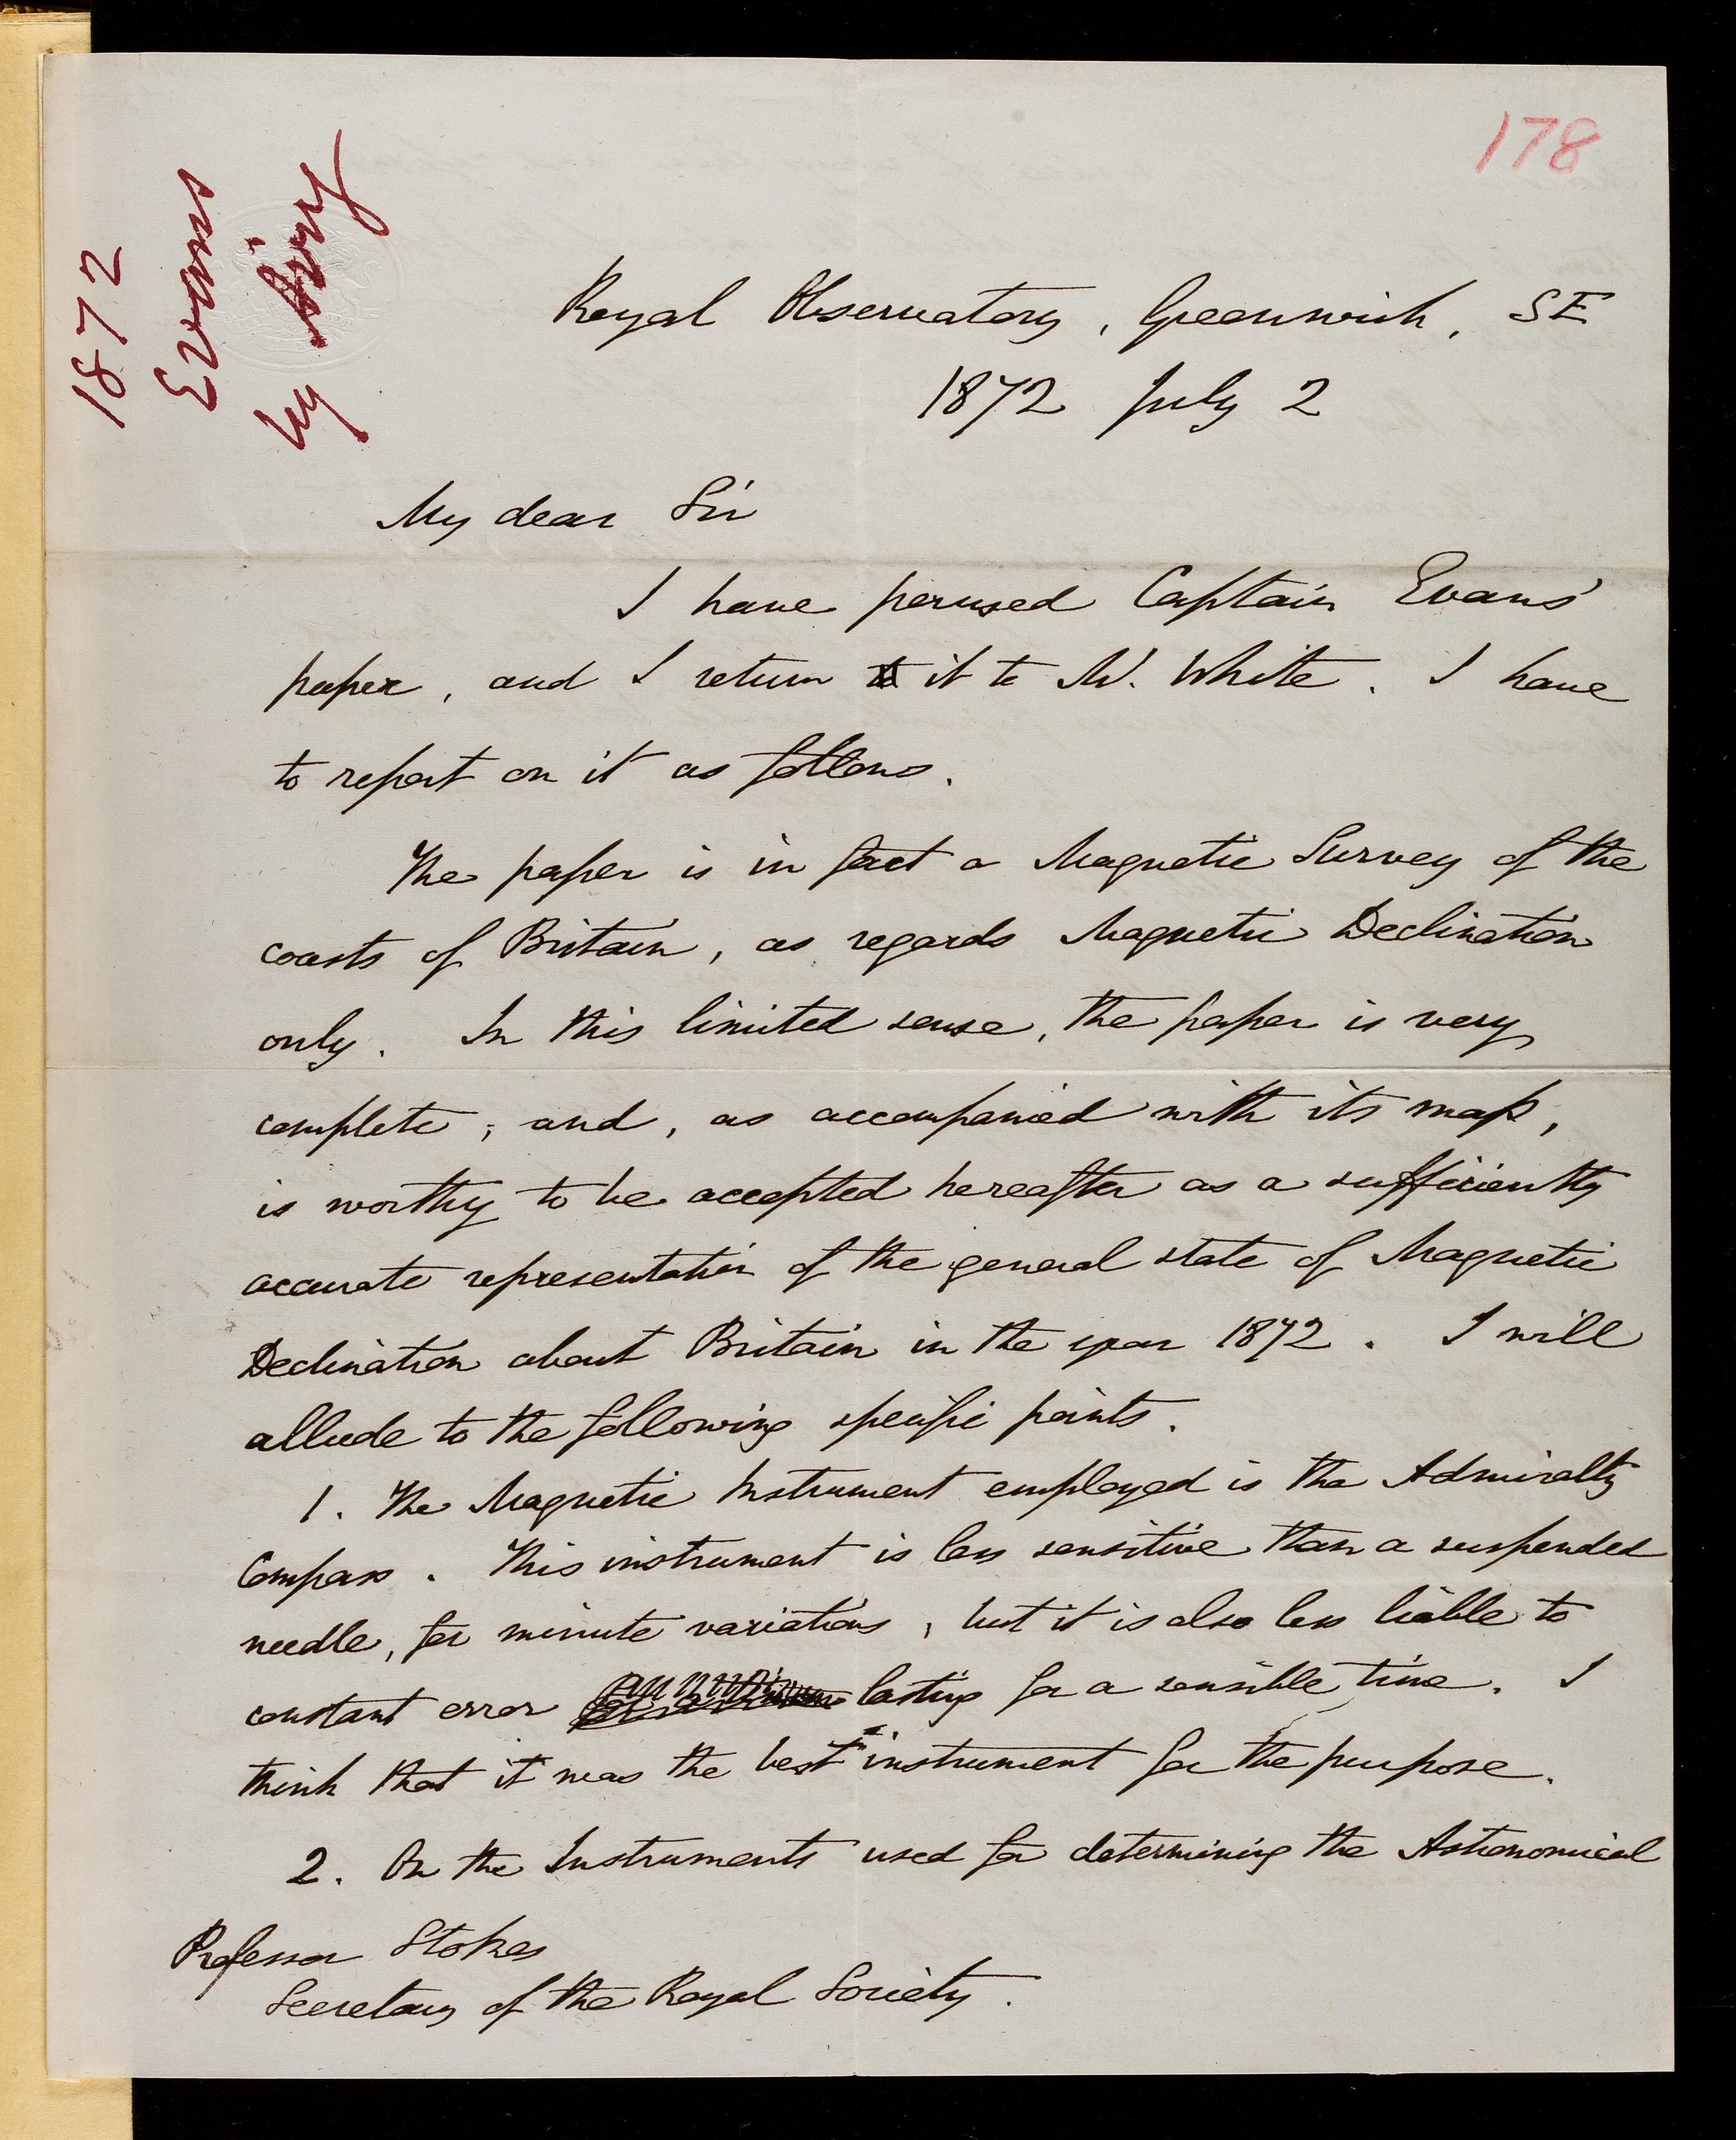 178
1872
Evans
by Airy
Royal Observatory, Greenwich, SE
1872 July 2
My dear Sir
I have perused Captain Evans'
paper, and I return it to W. White. I have
to report on it as follows.
The paper is in fact a Magnetic Survey of the
coasts of Britain, as regards Magnetic Declination
only. In this limited sense, the paper is very
complete; and, as accompanied with its map,
is worthy to be accepted hereafter as a sufficiently
accurate representation of the general state of Magnetic
Declination about Britain in the year 1872. I will
allude to the following specific points.
1. The Magnetic Instrument employed is the Admiralty
Compass. This instrument is less sensitive than a suspended
needle, for minute variations, but it is also less liable to
constant error lasting for a sensible time. I
think that it was the best instrument for the purpose.
2. On the Instruments used for determining the Astronomical
Professor Stokes
Secretary of the Royal Society.